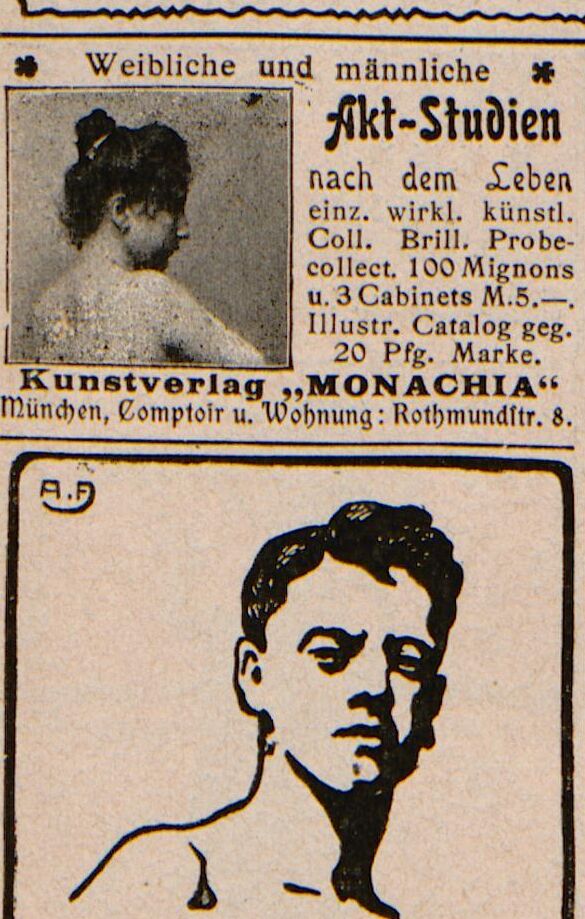 Weibliche und männliche
Akt-Studien
nach dem Leben
einz. wirkl. künstl.
Coll. Brill. Probe-
collect. 100 Mignons
u. 3 Cabinets M. 5.—.
Illustr. Catalog geg.
20 Pfg. Marke.
Kunstverlag „MONACHIA“
München, Comptoir u. Wohnung: Rothmundstr. 8.
A.F